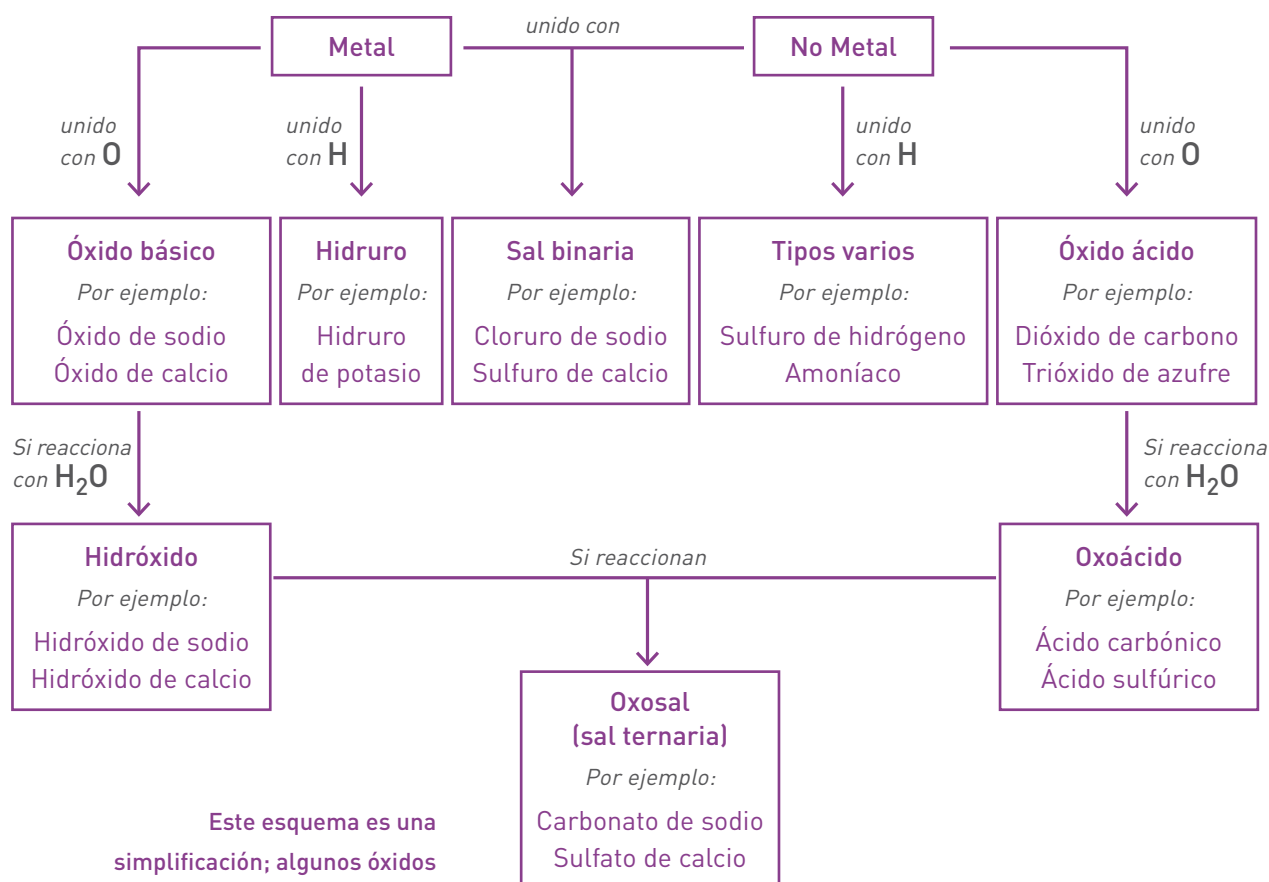 Metal
unido con
No Metal
unido
con O
unido
con H
unido
con H
unido
con O
Óxido básico
Por ejemplo:
Óxido de sodio
Óxido de calcio
Hidruro
Por ejemplo:
Hidruro
de potasio
Sal binaria
Por ejemplo:
Cloruro de sodio
Sulfuro de calcio
Tipos varios
Por ejemplo:
Sulfuro de hidrógeno
Amoníaco
Óxido ácido
Por ejemplo:
Dióxido de carbono
Trióxido de azufre
Si reacciona
con H₂O
Si reacciona
con H₂O
Hidróxido
Por ejemplo:
Hidróxido de sodio
Hidróxido de calcio
Si reaccionan
Oxoácido
Por ejemplo:
Ácido carbónico
Ácido sulfúrico
Oxosal
(sal ternaria)
Por ejemplo:
Carbonato de sodio
Sulfato de calcio
Este esquema es una
simplificación; algunos óxidos